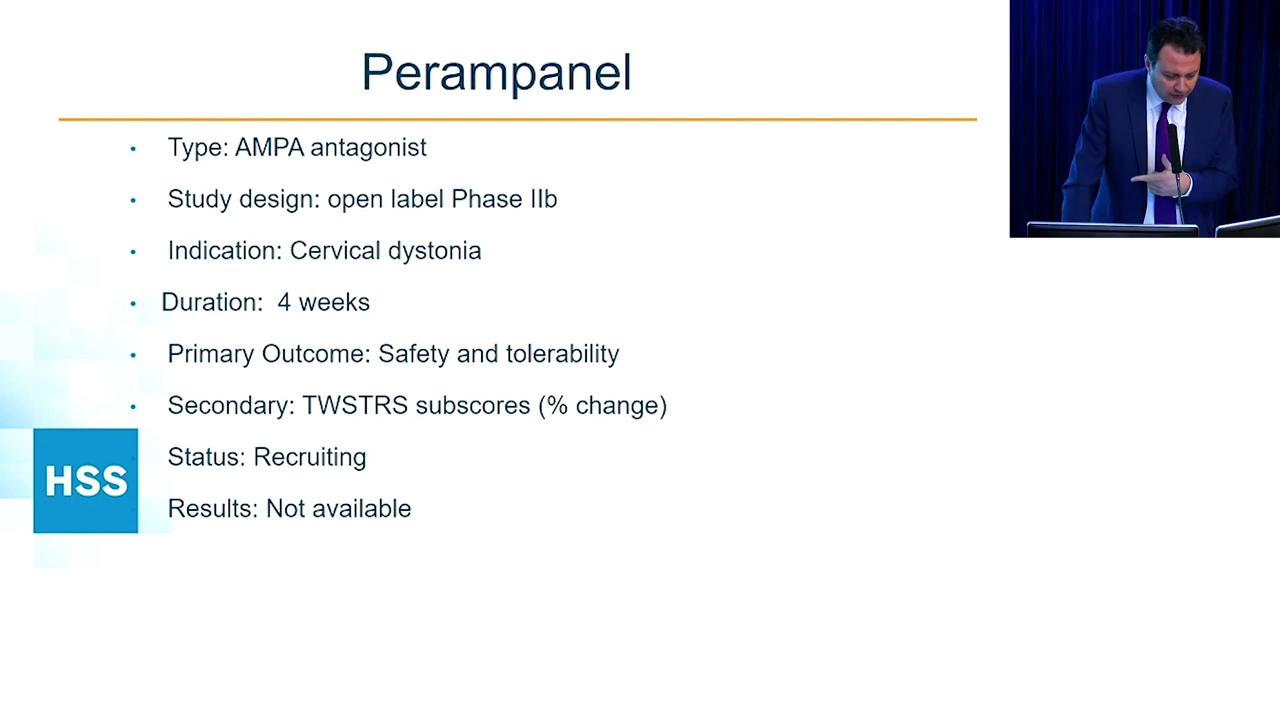 Perampanel
• Type: AMPA antagonist
• Study design: open label Phase IIb
• Indication: Cervical dystonia
• Duration: 4 weeks
• Primary Outcome: Safety and tolerability
• Secondary: TWSTRS subscores (% change)
Status: Recruiting
Results: Not available
HSS